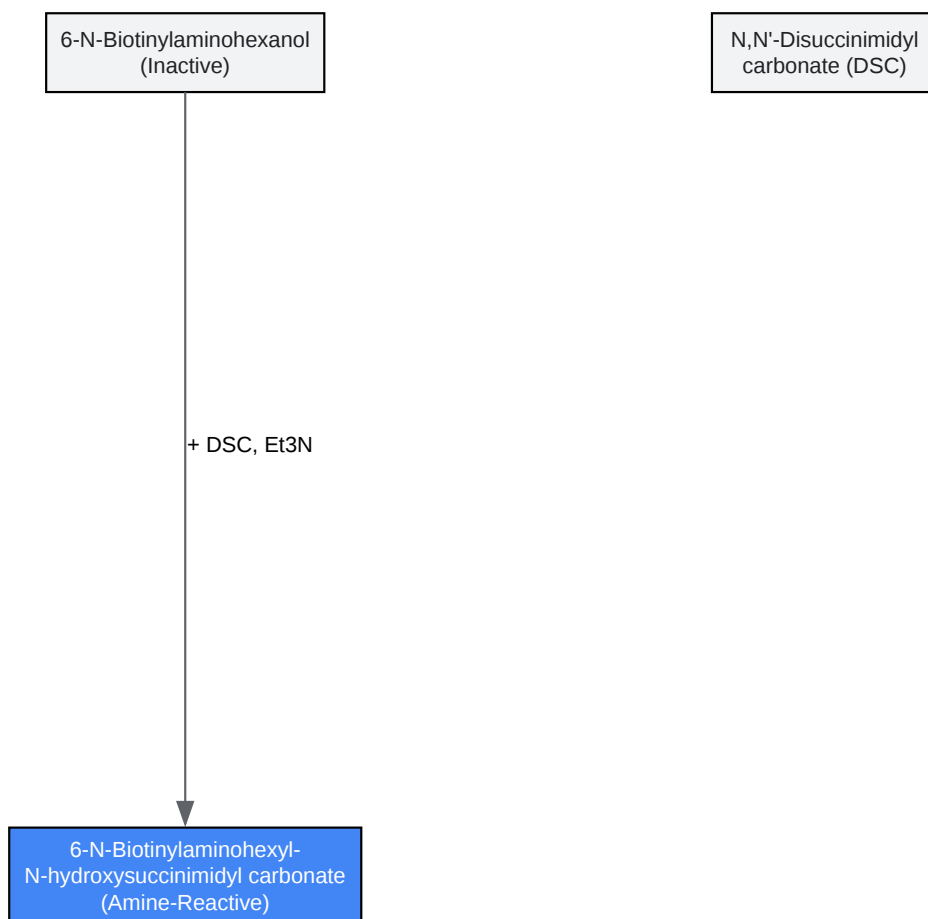 6-N-Biotinylaminohexanol
(Inactive)
N,N'-Disuccinimidyl
carbonate (DSC)
+ DSC, Et3N
6-N-Biotinylaminohexyl-
N-hydroxysuccinimidyl carbonate
(Amine-Reactive)